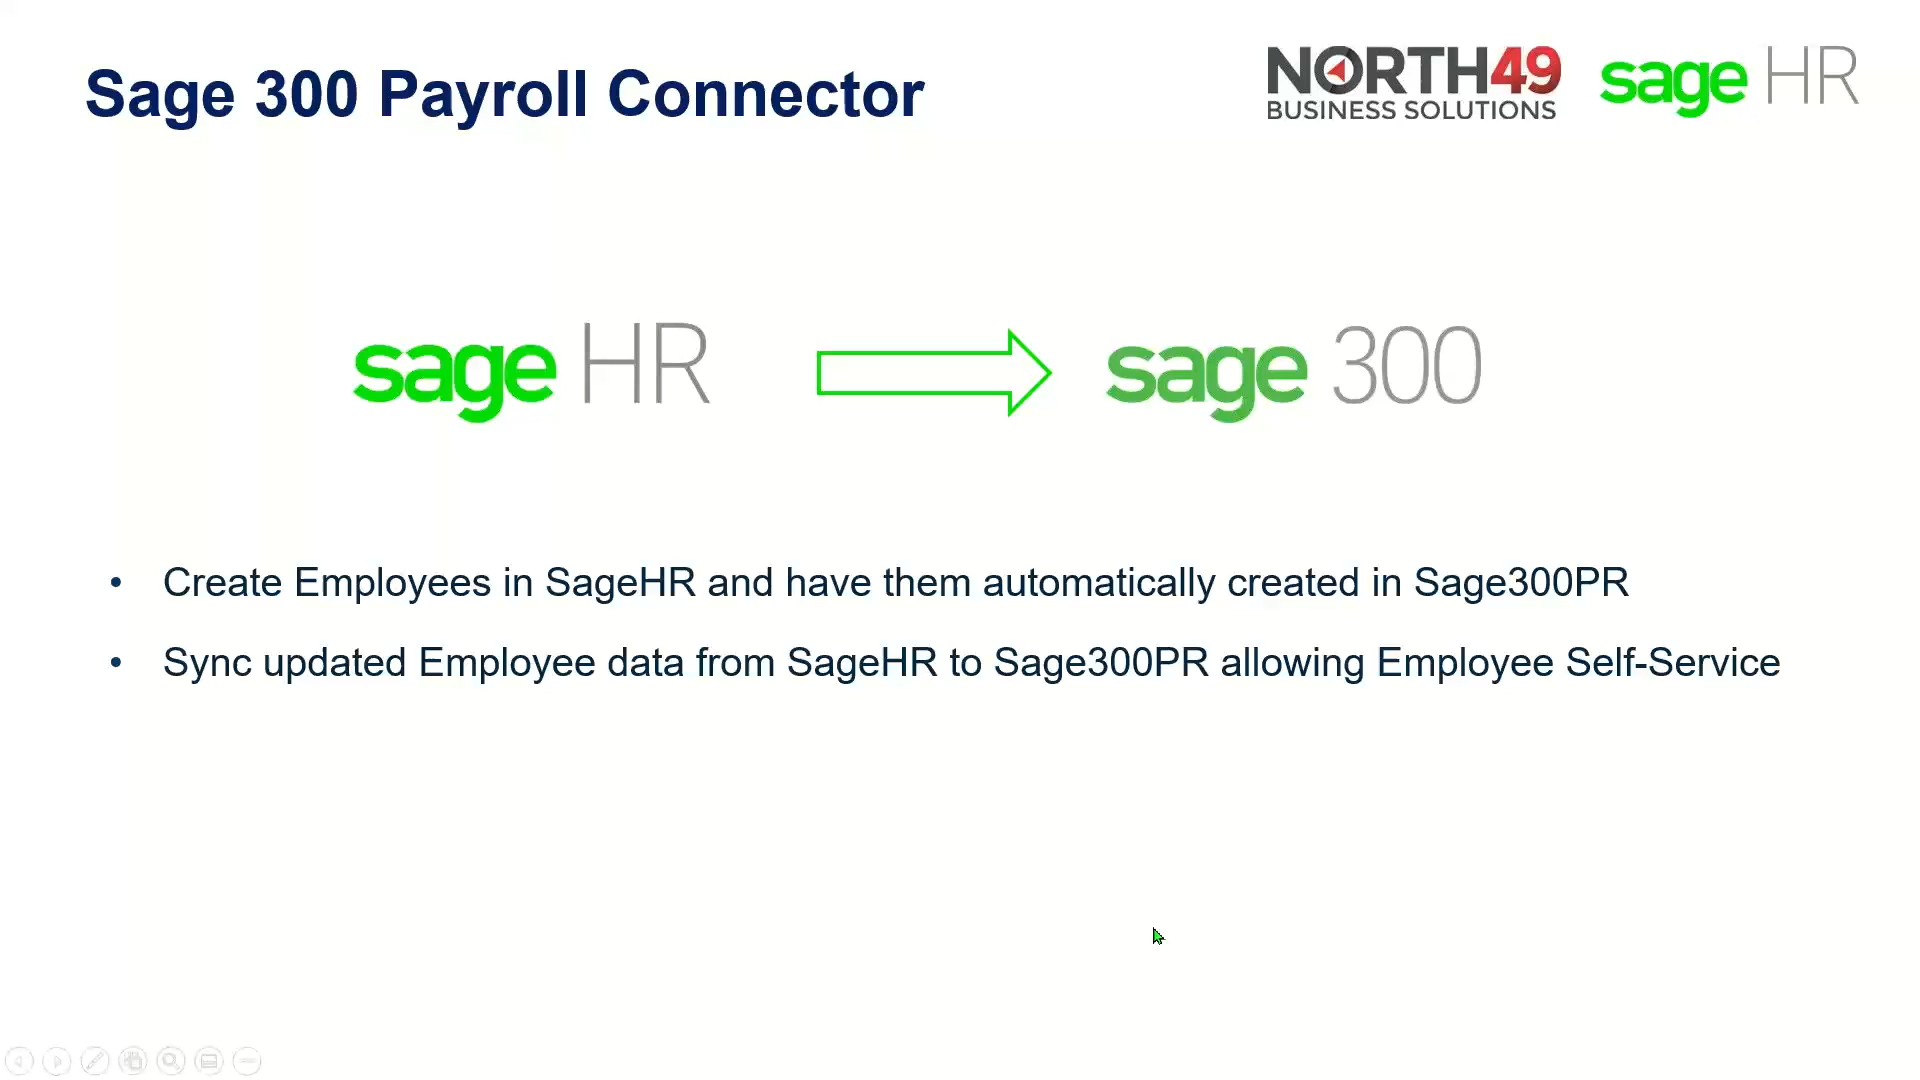 Sage 300 Payroll Connector
NORTH49
BUSINESS SOLUTIONS
sage HR
sage HR
sage 300
• Create Employees in SageHR and have them automatically created in Sage300PR
• Sync updated Employee data from SageHR to Sage300PR allowing Employee Self-Service